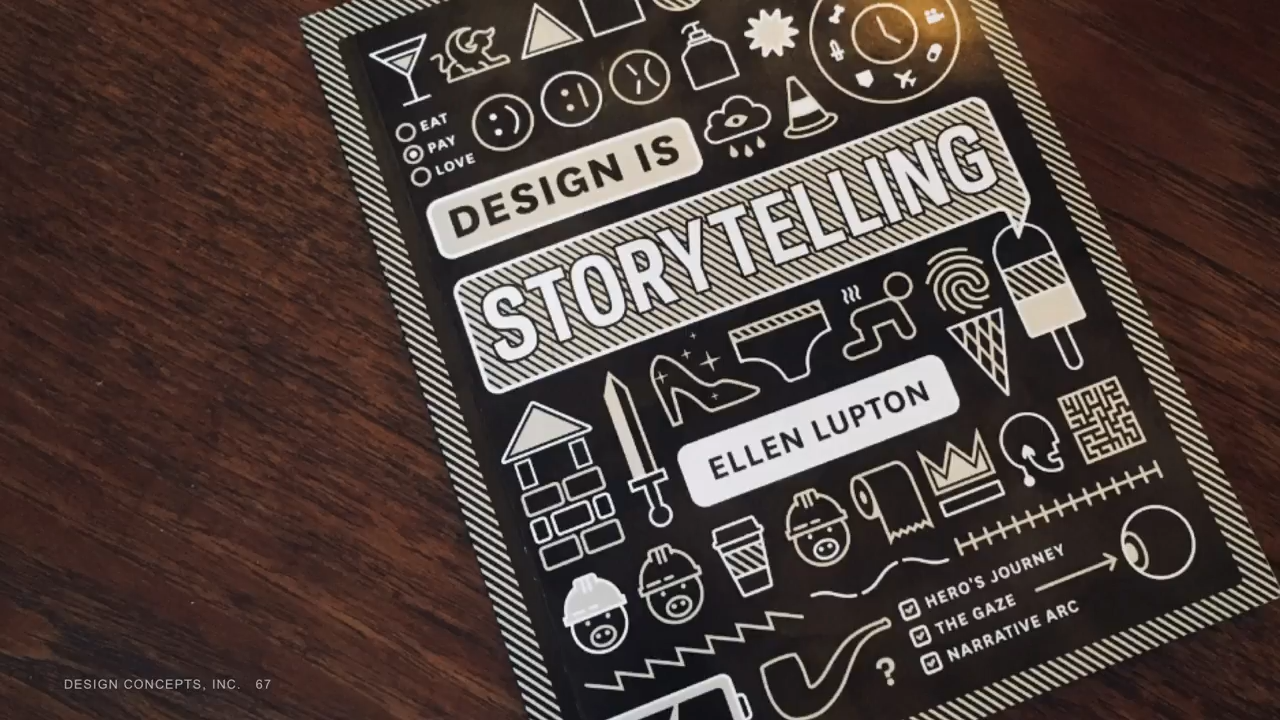 EAT
PAY
LOVE
DESIGN IS
STORYTELLING
ELLEN LUPTON
HERO'S JOURNEY
THE GAZE
NARRATIVE ARC
?
DESIGN CONCEPTS, INC. 67